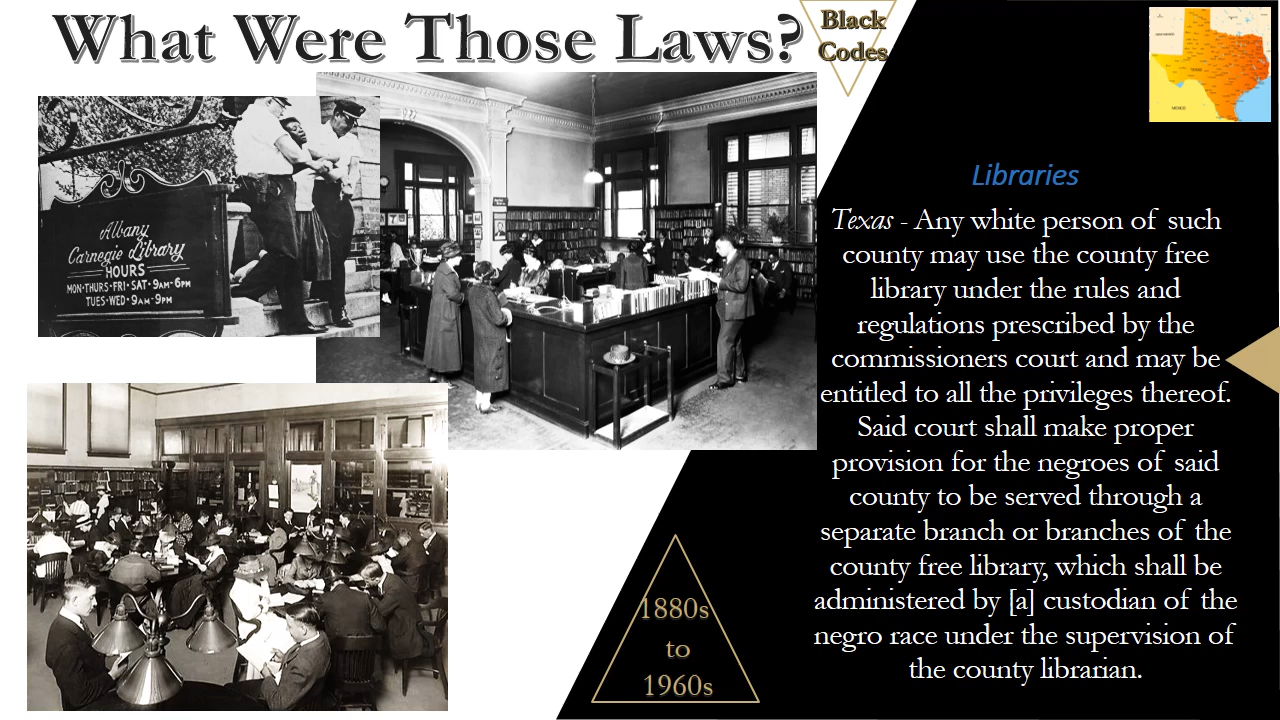 What Were Those Laws?
Black
Codes
Albany
Carnegie Library
HOURS
MON·THURS·FRI·SAT·9AM-6PM
TUES·WED·9AM-9PM
TEXAS
MEXICO
Libraries
Texas - Any white person of such
county may use the county free
library under the rules and
regulations prescribed by the
commissioners court and may be
entitled to all the privileges thereof.
Said court shall make proper
provision for the negroes of said
county to be served through a
separate branch or branches of the
county free library, which shall be
administered by [a] custodian of the
negro race under the supervision of
the county librarian.
1880s
to
1960s